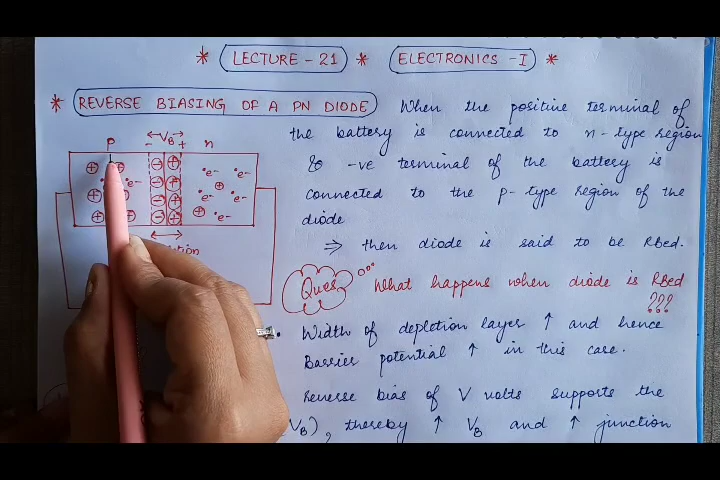 * LECTURE - 21 * ELECTRONICS - I *
* REVERSE BIASING OF A PN DIODE When the positive terminal of
the battery is connected to n-type region
& -ve terminal of the battery is
connected to the p-type region of the
diode
⇒ then diode is said to be RBed.
Ques What happens when diode is RBed
???
• Width of depletion layer ↑ and hence
Barrier potential ↑ in this case.
Reverse bias of V volts supports the
(VB), thereby ↑ VB and ↑ junction
P - VB + n
⊕ ⊕ ⊖ ⊕ •e- •e-
•e- ⊖ ⊕ ⊕
⊕ ⊖ ⊕ •e- •e-
⊕ ⊕ ⊖ ⊕ ⊕ •e-